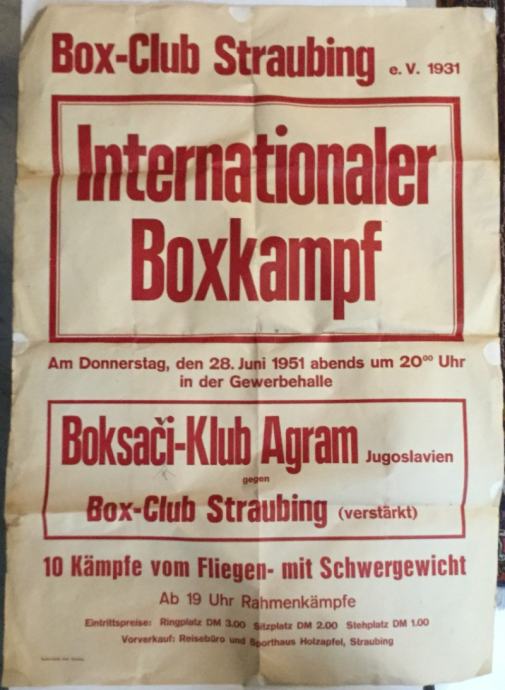 Box-Club Straubing e. V. 1931
Internationaler
Boxkampf
Am Donnerstag, den 28. Juni 1951 abends um 20⁰⁰ Uhr
in der Gewerbehalle
Boksači-Klub Agram Jugoslavien
gegen
Box-Club Straubing (verstärkt)
10 Kämpfe vom Fliegen- mit Schwergewicht
Ab 19 Uhr Rahmenkämpfe
Eintrittspreise: Ringplatz DM 3.00 Sitzplatz DM 2.00 Stehplatz DM 1.00
Vorverkauf: Reisebüro und Sporthaus Holzapfel, Straubing